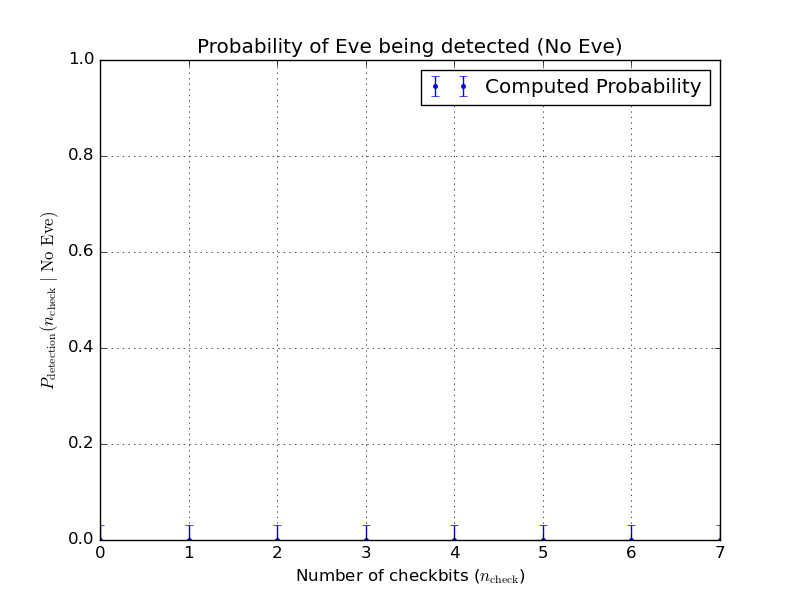 Probability of Eve being detected (No Eve)
Computed Probability
1.0
0.8
0.6
0.4
0.2
0.0
P_detection(n_check | No Eve)
0 1 2 3 4 5 6 7
Number of checkbits (n_check)